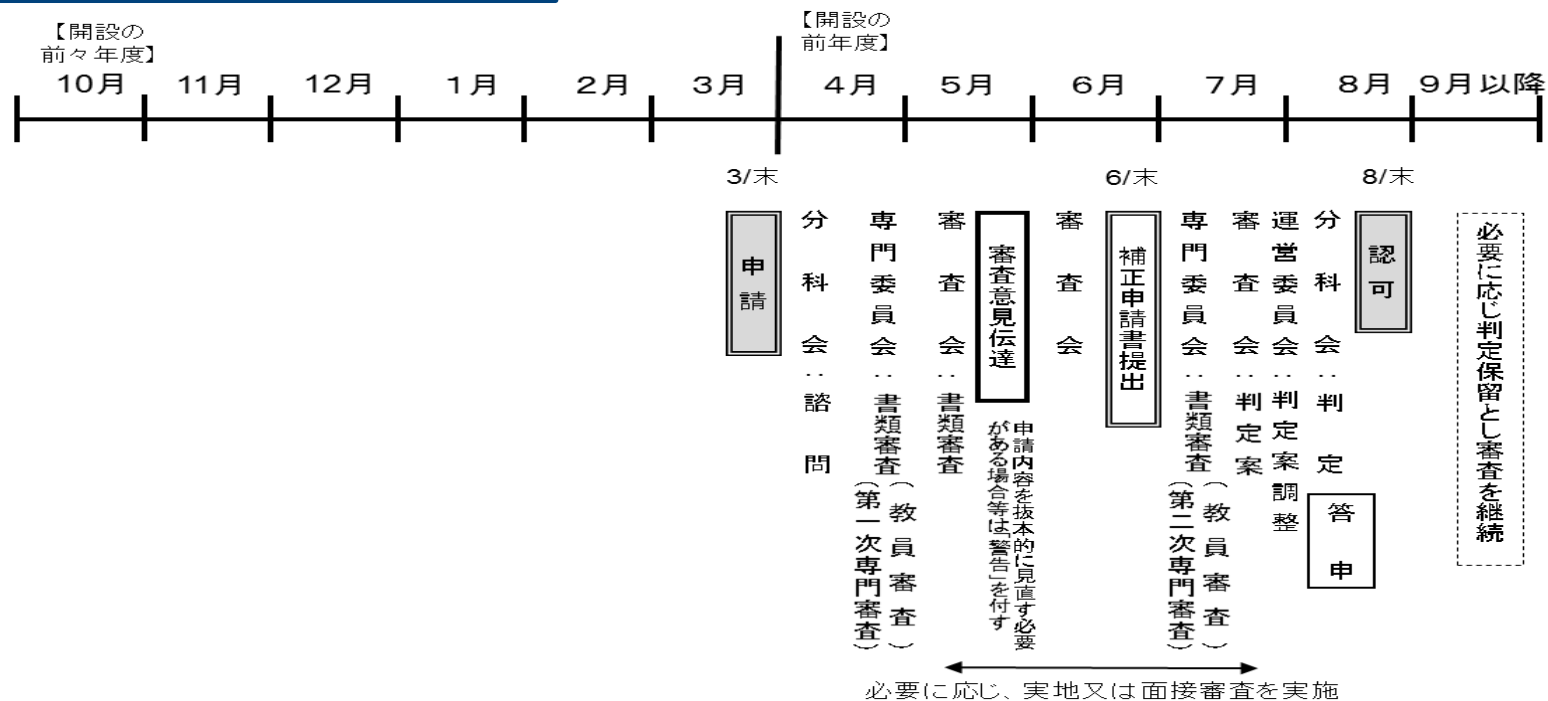 【開設の
前々年度】
【開設の
前年度】
10月 11月 12月 1月 2月 3月 4月 5月 6月 7月 8月 9月以降
3/末
6/末
8/末
申請
分科会：諮問
専門委員会：書類審査
（教員審査）
（第一次専門審査）
審査会：書類審査
審査意見伝達
申請内容を抜本的に見直す必要
がある場合等は「警告」を付す
審査会
補正申請書提出
専門委員会：書類審査
（教員審査）
（第二次専門審査）
審査会：判定案
運営委員会：判定案調整
分科会：判定
答申
認可
必要に応じ判定保留とし審査を継続
必要に応じ、実地又は面接審査を実施